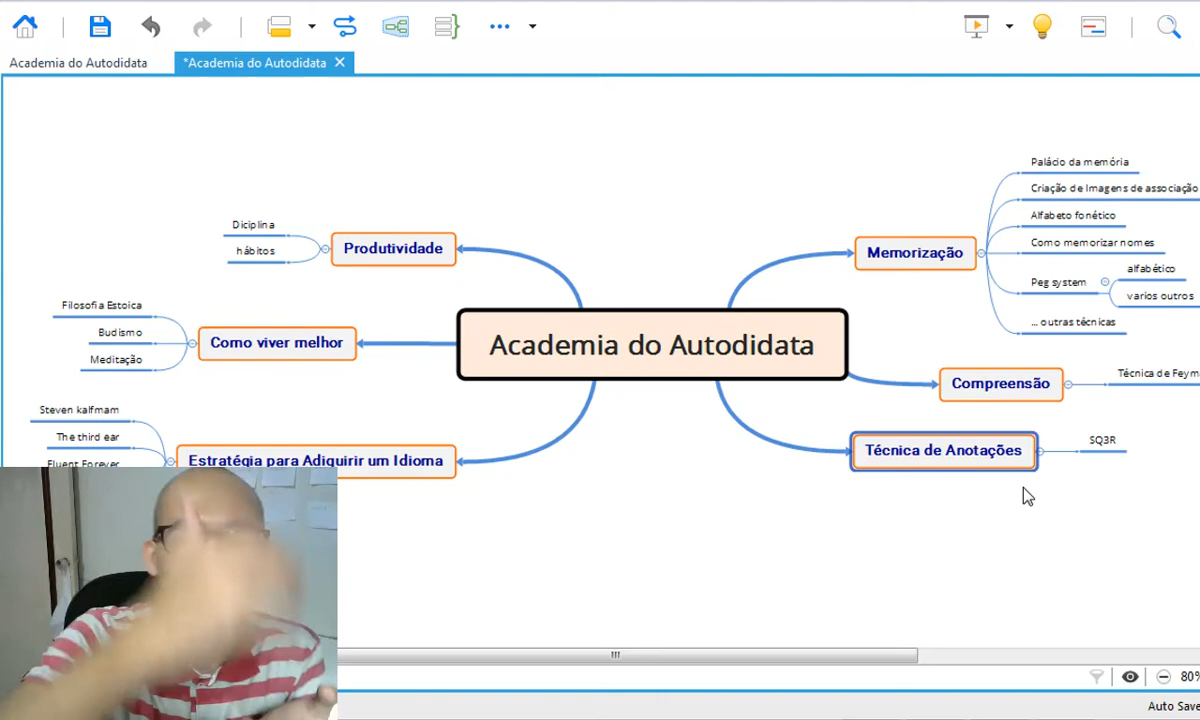 Academia do Autodidata
*Academia do Autodidata
Diciplina
hábitos
Produtividade
Filosofia Estoica
Budismo
Meditação
Como viver melhor
Steven kalfmam
The third ear
Fluent Forever
Estratégia para Adiquirir um Idioma
Academia do Autodidata
Memorização
Palácio da memória
Criação de Imagens de associação
Alfabeto fonético
Como memorizar nomes
Peg system
alfabético
varios outros
... outras técnicas
Compreensão
Técnica de Feym
Técnica de Anotações
SQ3R
80%
Auto Save